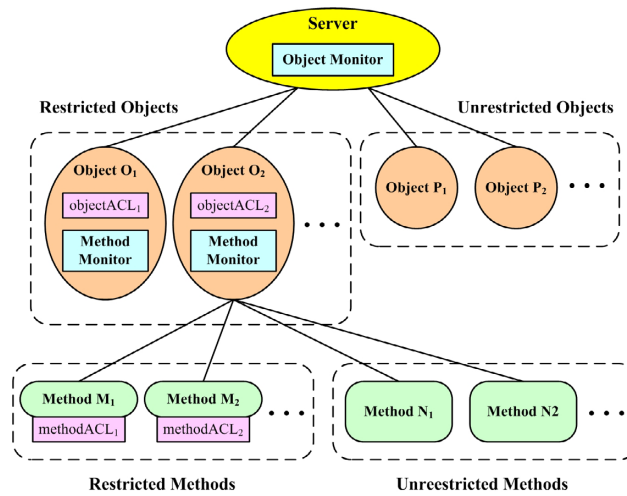 Server
Object Monitor
Restricted Objects
Unrestricted Objects
Object O₁
objectACL₁
Method
Monitor
Object O₂
objectACL₂
Method
Monitor
• • •
Object P₁
Object P₂
• • •
Method M₁
methodACL₁
Method M₂
methodACL₂
• • •
Method N₁
Method N2
• • •
Restricted Methods
Unreestricted Methods